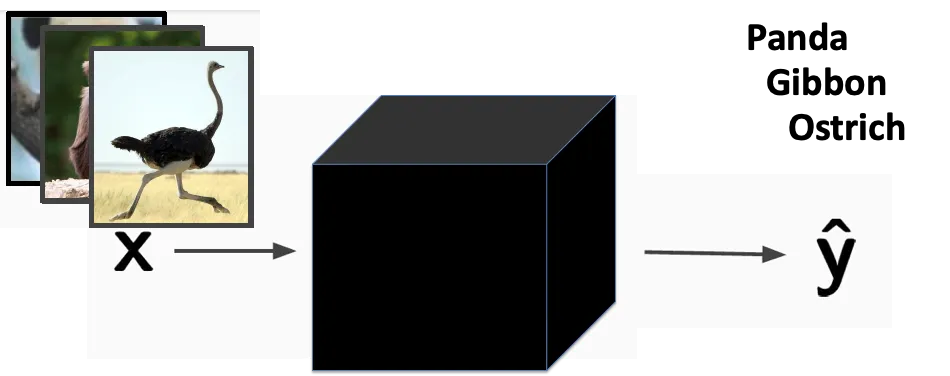 Panda
Gibbon
Ostrich
x
ŷ